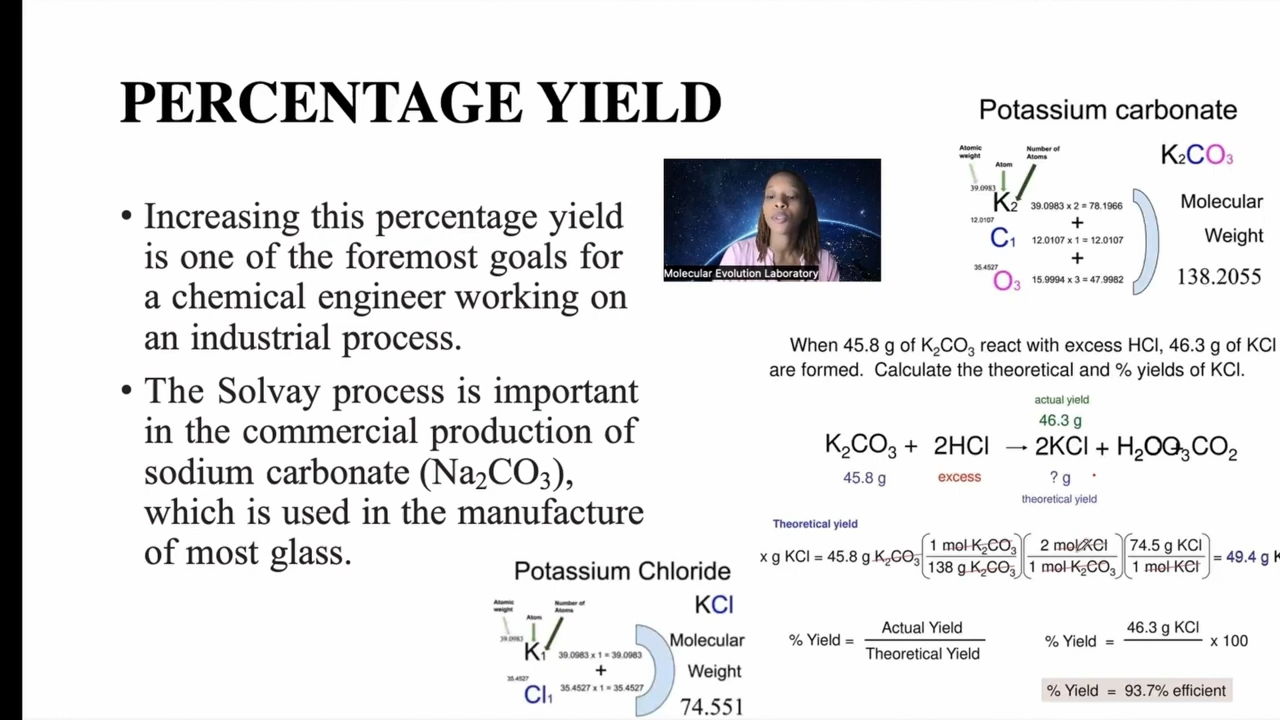 PERCENTAGE YIELD
• Increasing this percentage yield
is one of the foremost goals for
a chemical engineer working on
an industrial process.
• The Solvay process is important
in the commercial production of
sodium carbonate (Na₂CO₃),
which is used in the manufacture
of most glass.
Molecular Evolution Laboratory
Potassium carbonate
K₂CO₃
Atomic weight
Atom
Number of Atoms
39.0983
K₂ 39.0983 x 2 = 78.1966
+
12.0107
C₁ 12.0107 x 1 = 12.0107
+
35.4527
O₃ 15.9994 x 3 = 47.9982
Molecular
Weight
138.2055
When 45.8 g of K₂CO₃ react with excess HCl, 46.3 g of KCl
are formed. Calculate the theoretical and % yields of KCl.
actual yield
46.3 g
K₂CO₃ + 2HCl → 2KCl + H₂O + CO₂
45.8 g excess ? g
theoretical yield
Theoretical yield
x g KCl = 45.8 g K₂CO₃ (1 mol K₂CO₃ / 138 g K₂CO₃) (2 mol KCl / 1 mol K₂CO₃) (74.5 g KCl / 1 mol KCl) = 49.4 g K
% Yield = Actual Yield / Theoretical Yield
% Yield = 46.3 g KCl x 100
% Yield = 93.7% efficient
Potassium Chloride
KCl
Atomic weight
Atom
Number of Atoms
39.0983
K₁ 39.0983 x 1 = 39.0983
+
35.4527
Cl₁ 35.4527 x 1 = 35.4527
Molecular
Weight
74.551